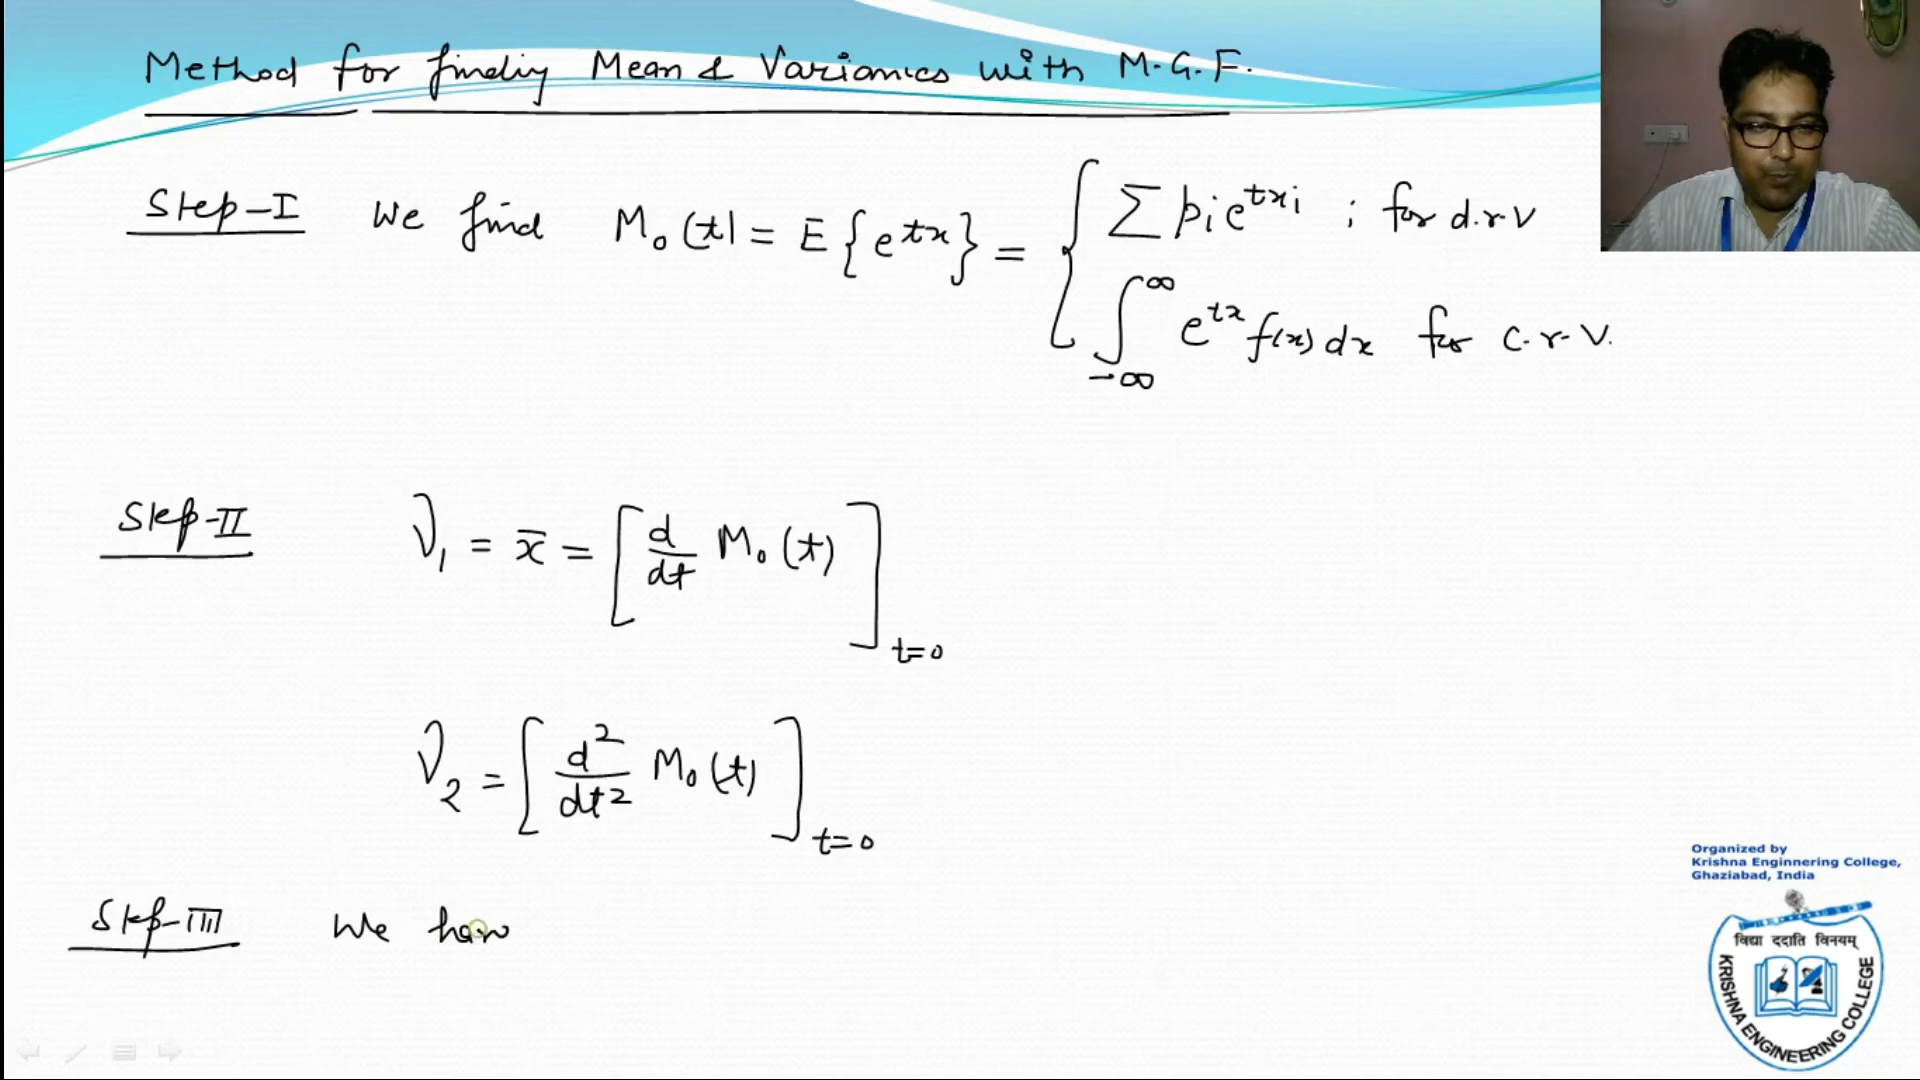 Method for finding Mean & Varianics with M.G.F.
Step-I We find M₀(t) = E{e^{tx}} = { ∑ pᵢe^{txᵢ} ; for d.r.v
∫_{-∞}^{∞} e^{tx} f(x) dx for c.r.v.
Step-II ν₁ = x̄ = [d/dt M₀(t)]_{t=0}
ν₂ = [d²/dt² M₀(t)]_{t=0}
Step-III We have
Organized by
Krishna Enginnering College,
Ghaziabad, India
विद्या ददाति विनयम्
KRISHNA ENGINEERING COLLEGE